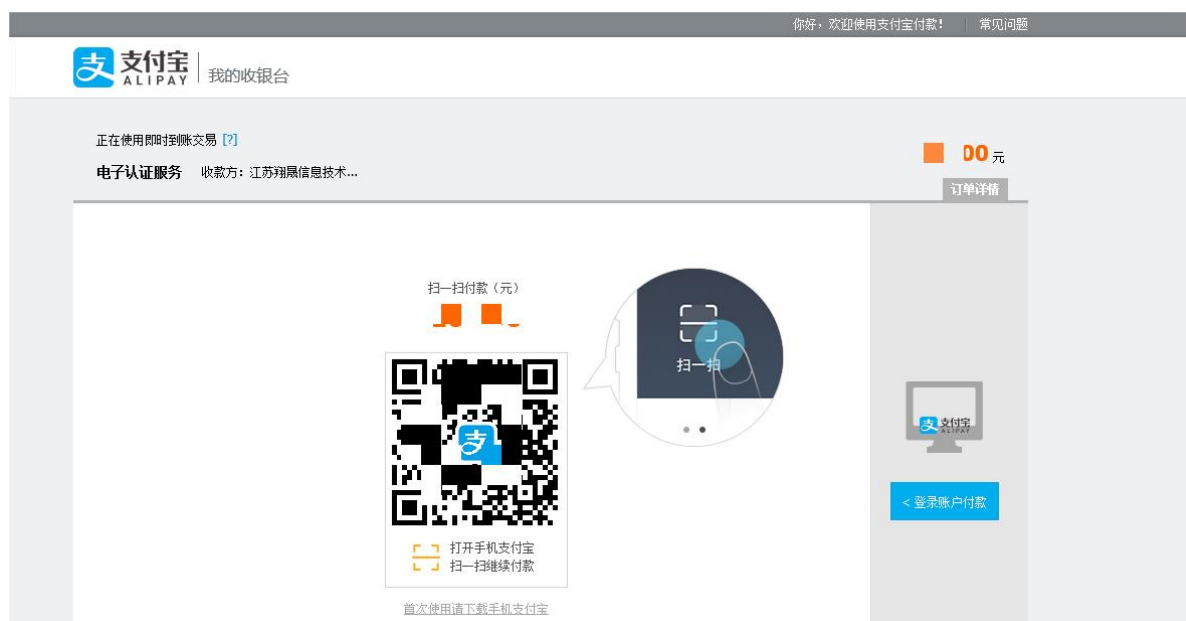 你好，欢迎使用支付宝付款！ 常见问题
支付宝 ALIPAY 我的收银台
正在使用即时到账交易 [?]
00 元
电子认证服务 收款方：江苏翔晟信息技术...
订单详情
扫一扫付款（元）
扫一扫
支付宝 ALIPAY
< 登录账户付款
打开手机支付宝
扫一扫继续付款
首次使用请下载手机支付宝